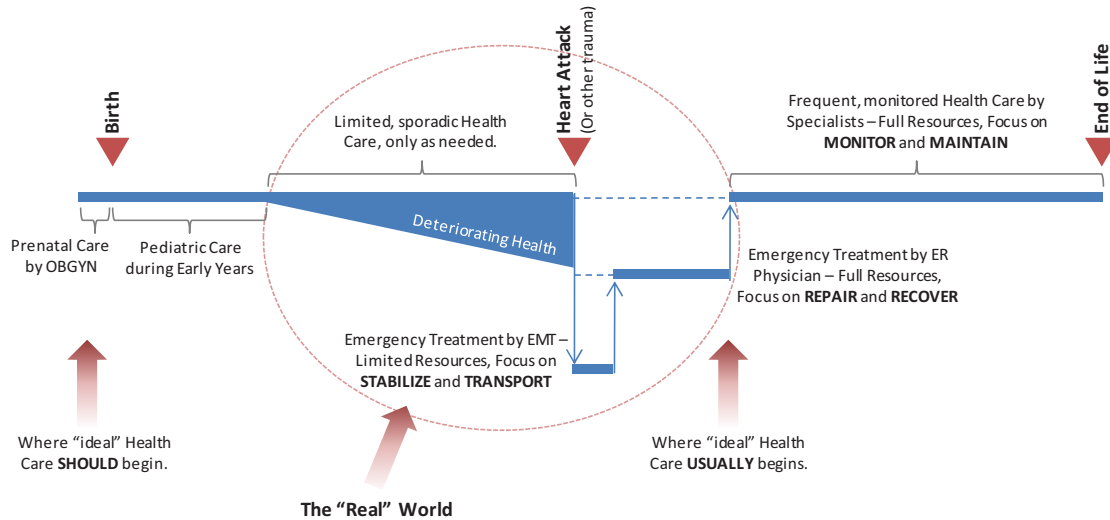 Birth
Heart Attack
(Or other trauma)
End of Life
Limited, sporadic Health
Care, only as needed.
Frequent, monitored Health Care by
Specialists – Full Resources, Focus on
MONITOR and MAINTAIN
Deteriorating Health
Prenatal Care
by OBGYN
Pediatric Care
during Early Years
Emergency Treatment by ER
Physician – Full Resources,
Focus on REPAIR and RECOVER
Emergency Treatment by EMT –
Limited Resources, Focus on
STABILIZE and TRANSPORT
Where “ideal” Health
Care SHOULD begin.
Where “ideal” Health
Care USUALLY begins.
The “Real” World